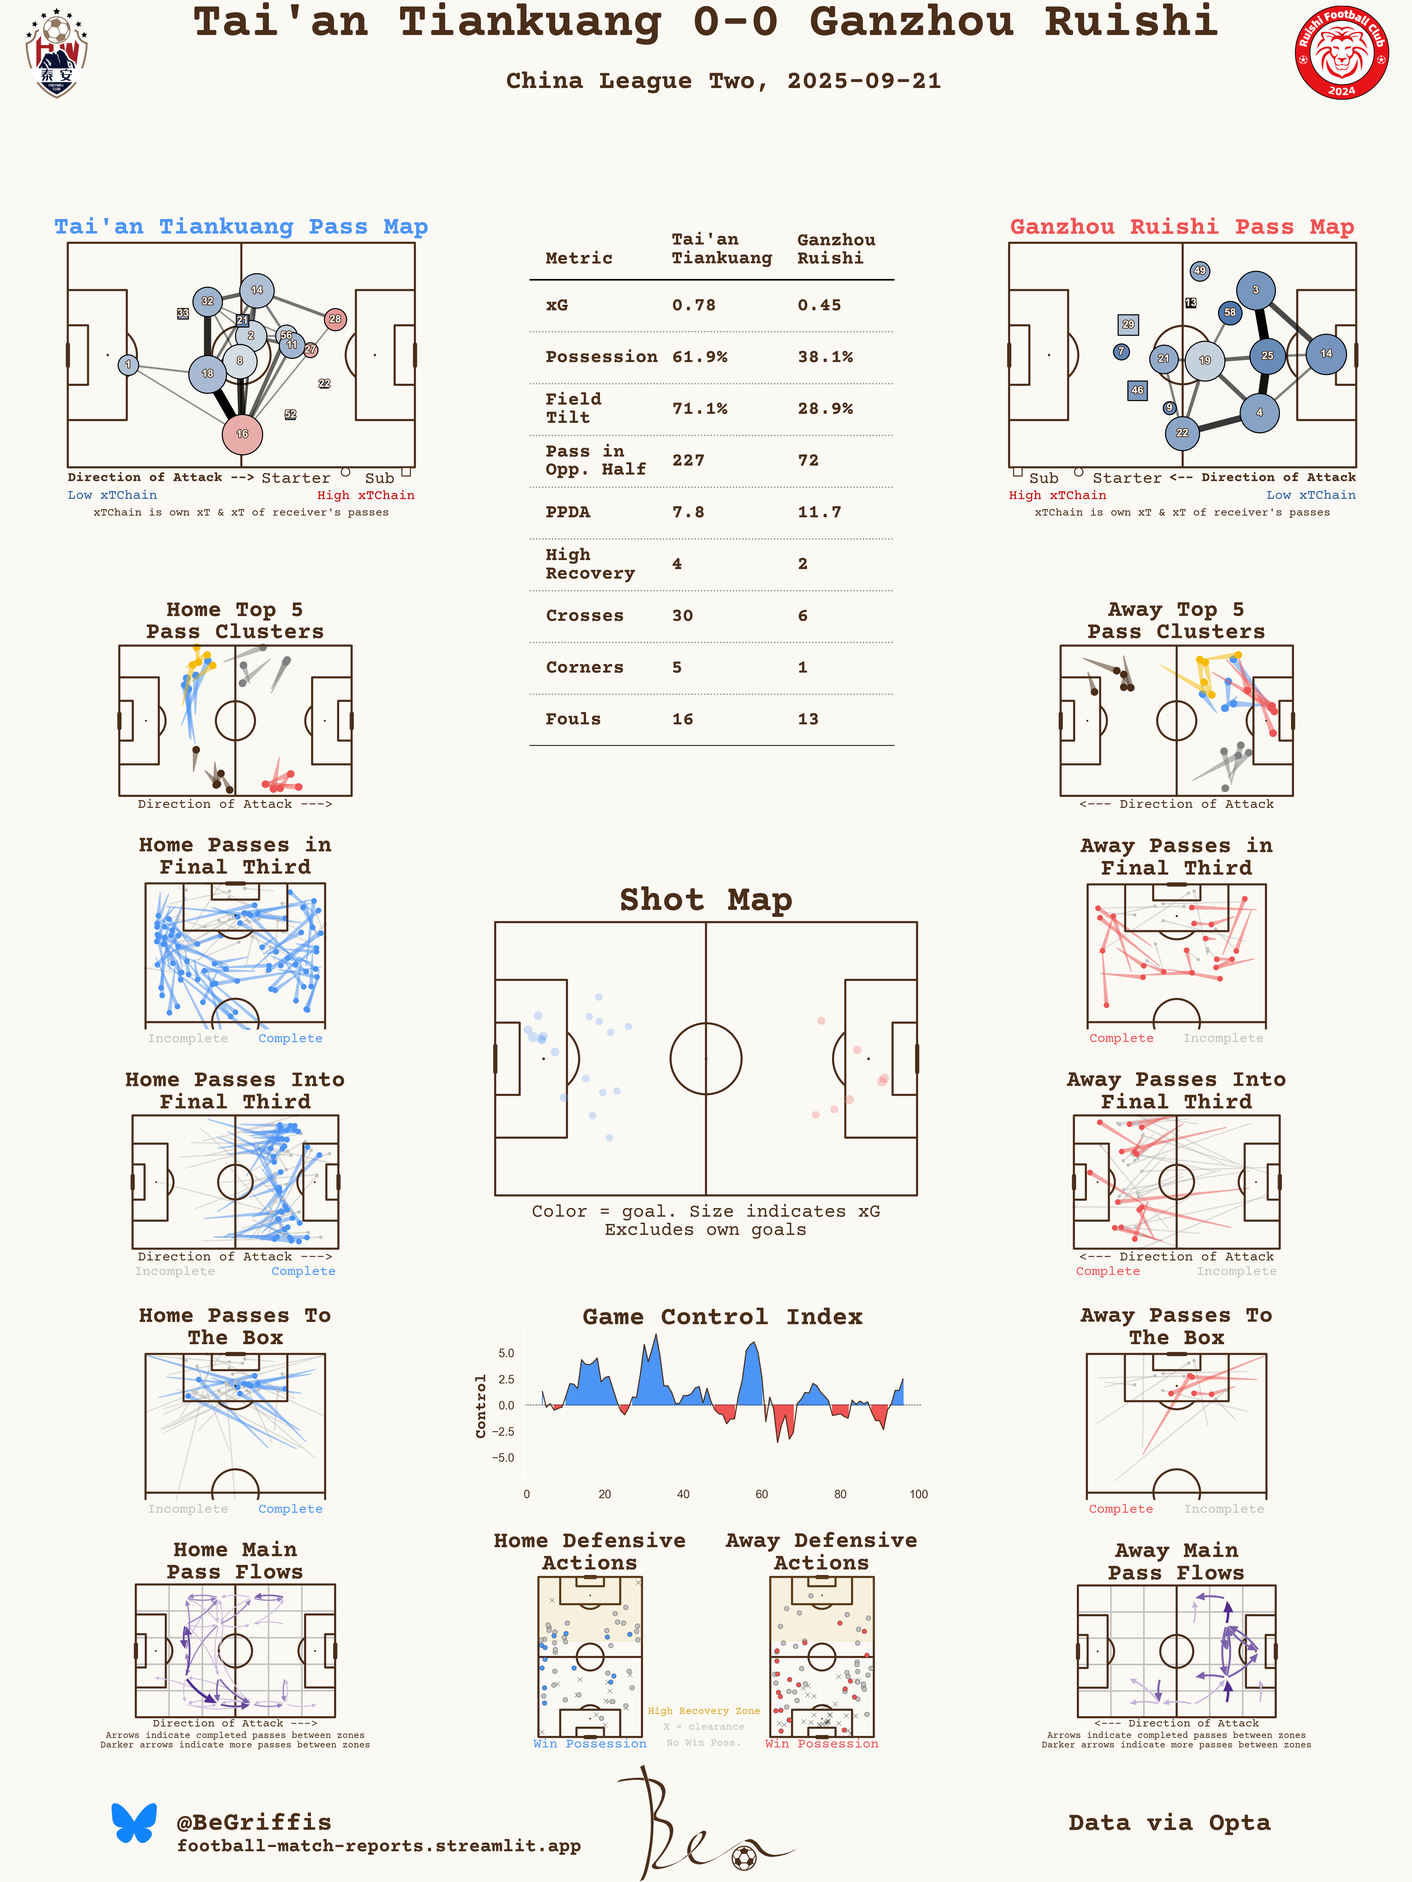 Tai'an Tiankuang 0-0 Ganzhou Ruishi
China League Two, 2025-09-21
泰安
FOOTBALL
CLUB
Ruishi Football Club
2024
Tai'an Tiankuang Pass Map
33
32
14
21
2
56
11
27
28
1
18
8
22
52
16
Direction of Attack --> Starter Sub
Low xTChain High xTChain
xTChain is own xT & xT of receiver's passes
Metric Tai'an Tiankuang Ganzhou Ruishi
xG 0.78 0.45
Possession 61.9% 38.1%
Field Tilt 71.1% 28.9%
Pass in Opp. Half 227 72
PPDA 7.8 11.7
High Recovery 4 2
Crosses 30 6
Corners 5 1
Fouls 16 13
Ganzhou Ruishi Pass Map
49
3
13
58
29
7
21
19
25
14
46
9
4
22
Sub Starter <-- Direction of Attack
High xTChain Low xTChain
xTChain is own xT & xT of receiver's passes
Home Top 5
Pass Clusters
Direction of Attack --->
Away Top 5
Pass Clusters
<--- Direction of Attack
Home Passes in
Final Third
Incomplete Complete
Away Passes in
Final Third
Complete Incomplete
Shot Map
Color = goal. Size indicates xG
Excludes own goals
Home Passes Into
Final Third
Direction of Attack --->
Incomplete Complete
Away Passes Into
Final Third
<--- Direction of Attack
Complete Incomplete
Home Passes To
The Box
Incomplete Complete
Game Control Index
Control
5.0
2.5
0.0
−2.5
−5.0
0 20 40 60 80 100
Away Passes To
The Box
Complete Incomplete
Home Main
Pass Flows
Direction of Attack --->
Arrows indicate completed passes between zones
Darker arrows indicate more passes between zones
Home Defensive
Actions
Win Possession
High Recovery Zone
X = clearance
No Win Poss.
Away Defensive
Actions
Win Possession
Away Main
Pass Flows
<--- Direction of Attack
Arrows indicate completed passes between zones
Darker arrows indicate more passes between zones
@BeGriffis
football-match-reports.streamlit.app
Ben
Data via Opta